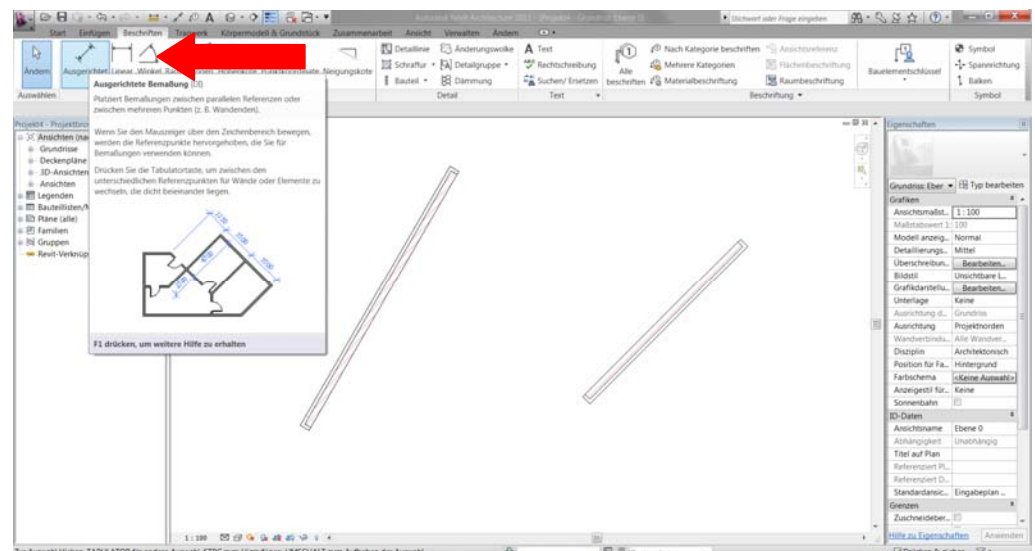 Autodesk Revit Architecture 2011 - [Projekt4 - Grundriss: Ebene 0]
Stichwort oder Frage eingeben
Start Einfügen Beschriften Tragwerk Körpermodell & Grundstück Zusammenarbeit Ansicht Verwalten Ändern
Ändern
Ausgerichtet Linear Winkel
Neigungskote
Detaillinie
Änderungswolke
Schraffur
Detailgruppe
Bauteil
Dämmung
A Text
Rechtschreibung
Suchen/ Ersetzen
Alle beschriften
Nach Kategorie beschriften
Ansichtsreferenz
Mehrere Kategorien
Flächenbeschriftung
Materialbeschriftung
Raumbeschriftung
Bauelementschlüssel
Symbol
Spannrichtung
Balken
Auswählen
Detail
Text
Beschriftung
Symbol
Ausgerichtete Bemaßung
Platziert Bemaßungen zwischen parallelen Referenzen oder
zwischen mehreren Punkten (z. B. Wandenden).
Wenn Sie den Mauszeiger über den Zeichenbereich bewegen,
werden die Referenzpunkte hervorgehoben, die Sie für
Bemaßungen verwenden können.
Drücken Sie die Tabulatortaste, um zwischen den
unterschiedlichen Referenzpunkten für Wände oder Elemente zu
wechseln, die dicht beieinander liegen.
F1 drücken, um weitere Hilfe zu erhalten
Ansichten
Grundrisse
Deckenpläne
3D-Ansichten
Ansichten
Legenden
Pläne (alle)
Familien
Gruppen
Revit-Verknüp
Eigenschaften
Grundriss: Eber
Typ bearbeiten
Grafiken
Ansichtsmaßst... 1 : 100
Maßstabswert 1: 100
Modell anzeig... Normal
Detaillierungs... Mittel
Überschreibun... Bearbeiten...
Bildstil Unsichtbare L...
Grafikdarstellu... Bearbeiten...
Unterlage Keine
Ausrichtung d... Grundriss
Ausrichtung Projektnorden
Wandverbindu... Alle Wandver...
Disziplin Architektonisch
Position für Fa... Hintergrund
Farbschema <Keine Auswahl>
Anzeigestil für... Keine
Sonnenbahn
ID-Daten
Ansichtsname Ebene 0
Abhängigkeit Unabhängig
Titel auf Plan
Referenziert Pl...
Referenziert D...
Standardansic... Eingabeplan ...
Grenzen
Zuschneideber...
Hilfe zu Eigenschaften
Anwenden
1 : 100